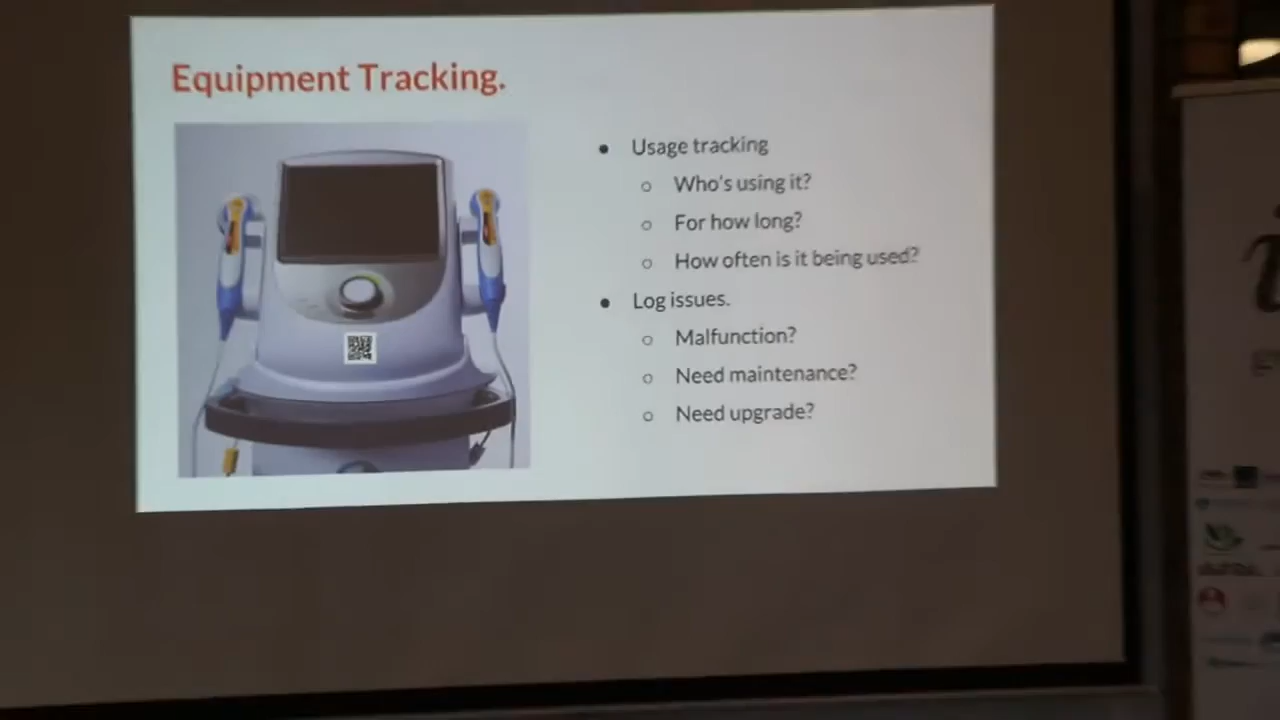 Equipment Tracking.
Usage tracking
Who's using it?
For how long?
How often is it being used?
Log issues.
Malfunction?
Need maintenance?
Need upgrade?